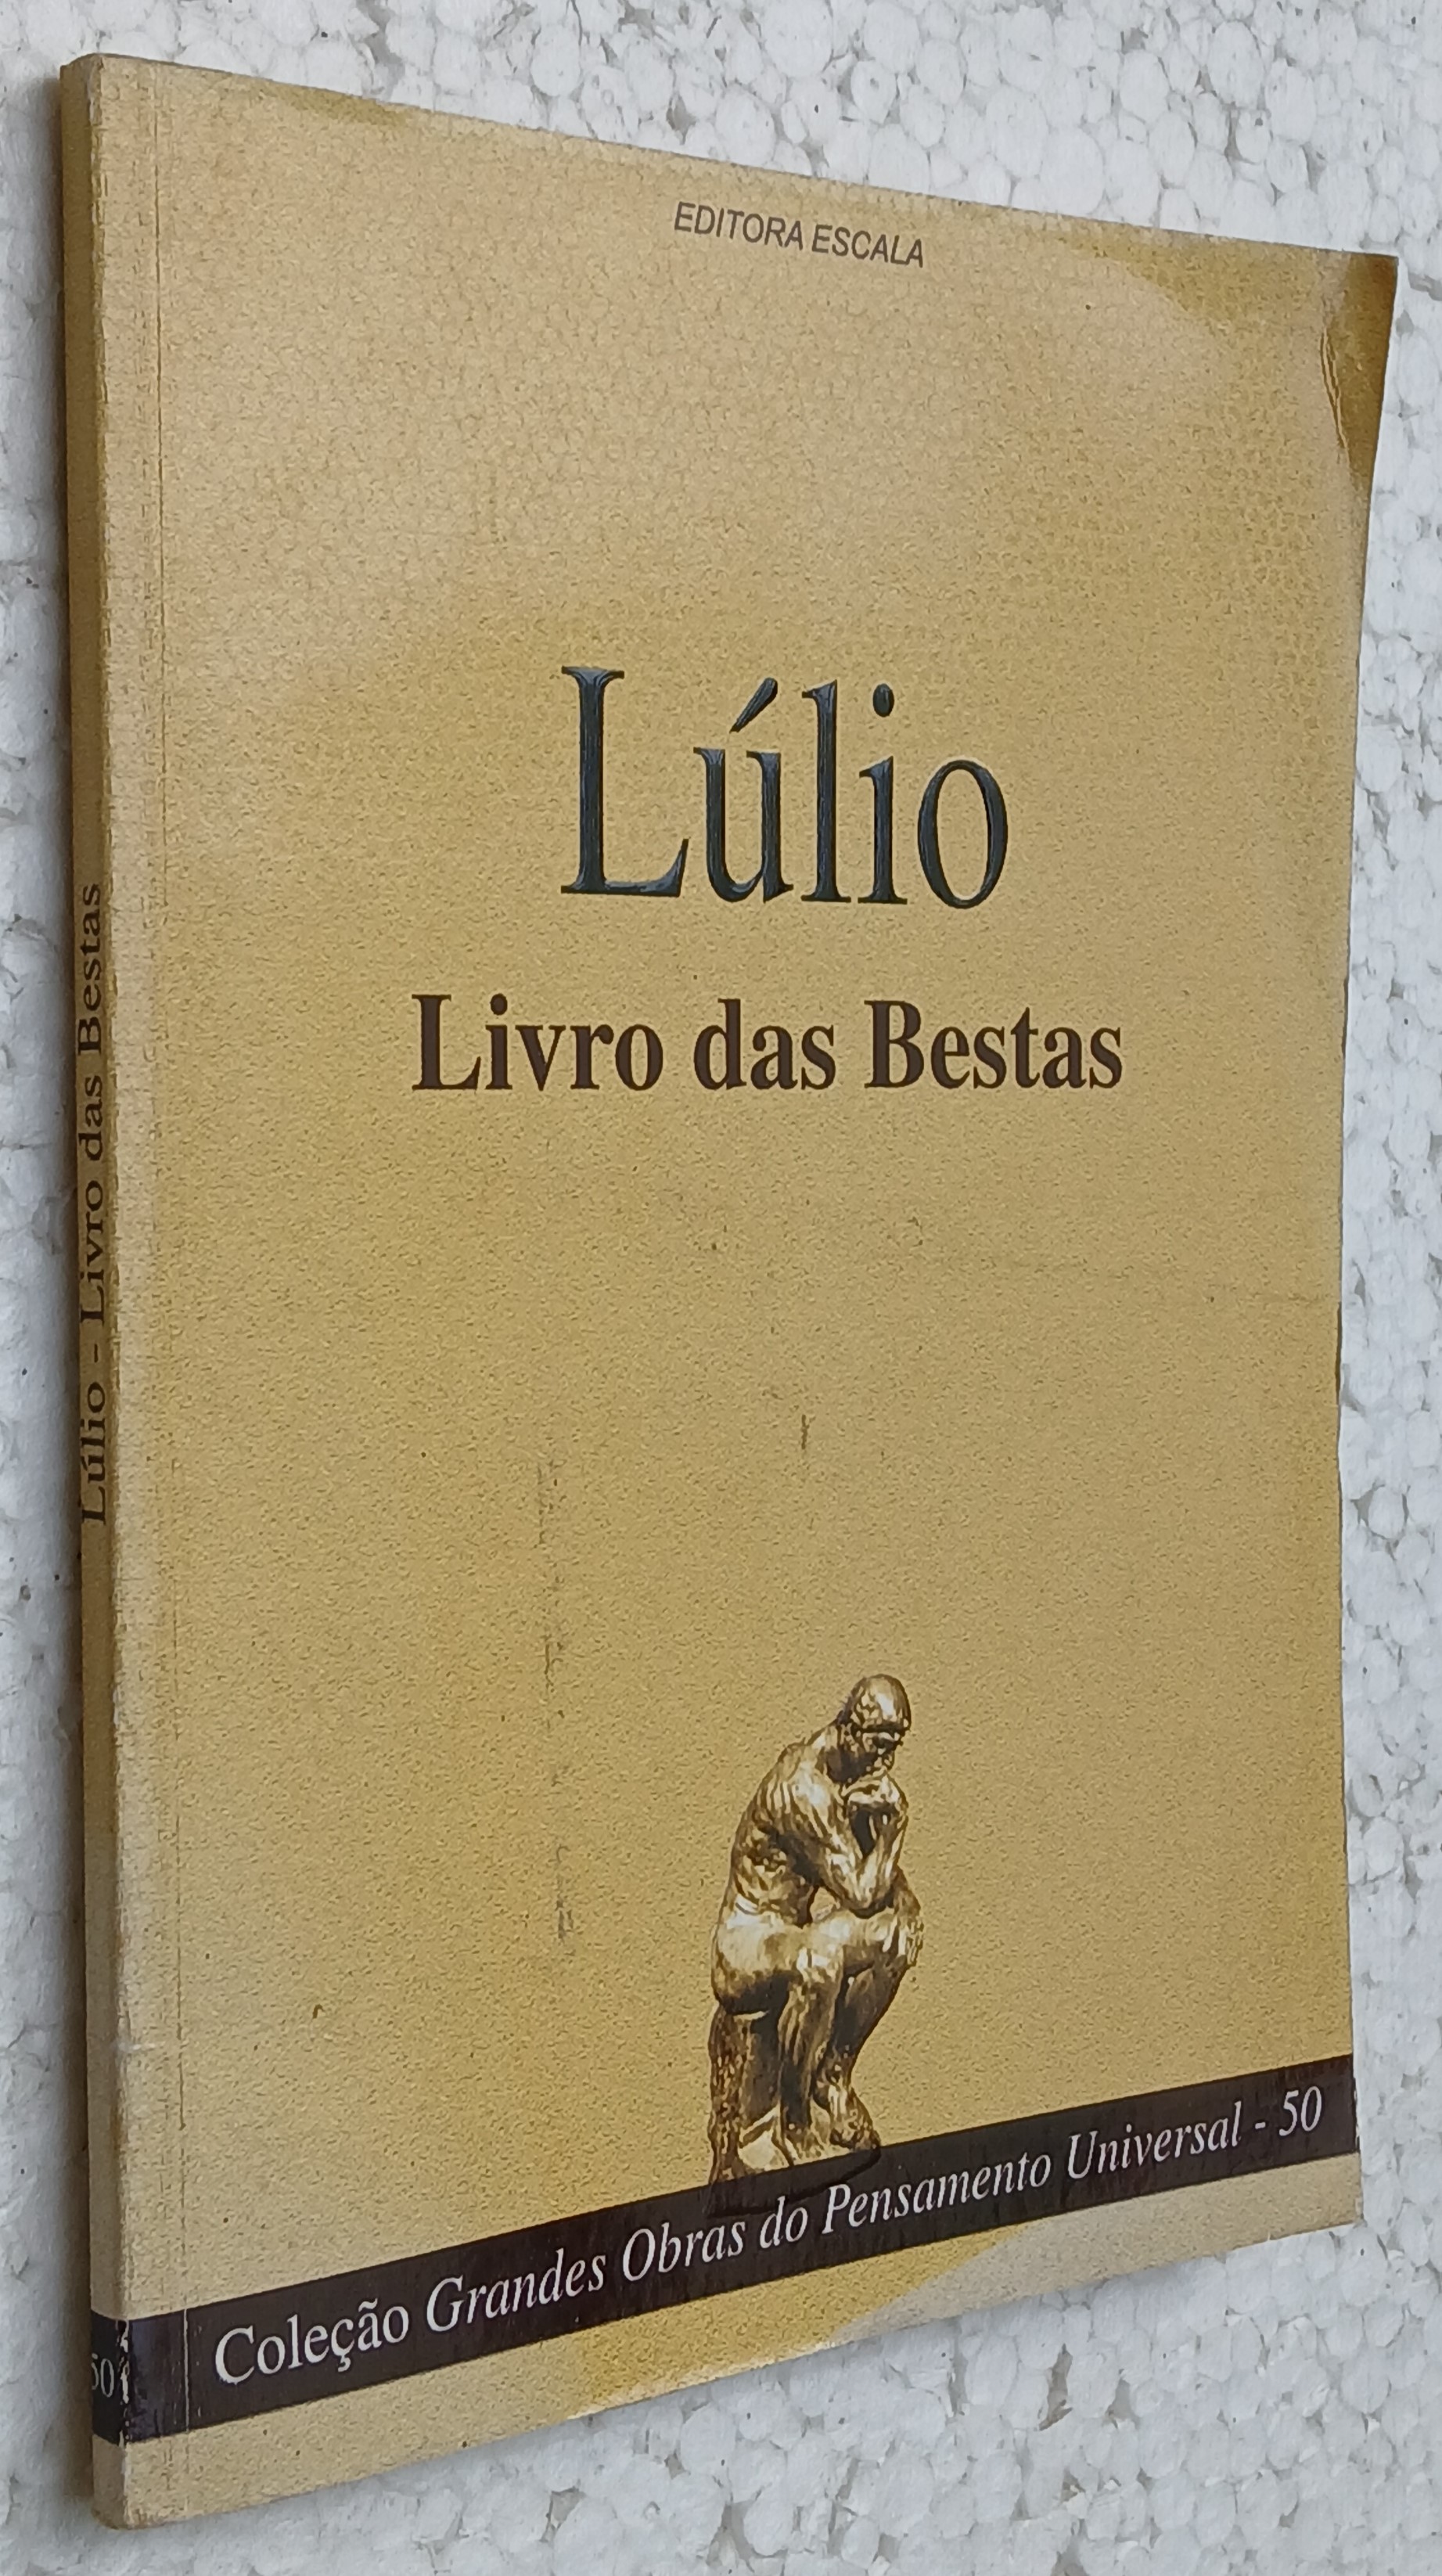 EDITORA ESCALA
Lúlio
Livro das Bestas
Coleção Grandes Obras do Pensamento Universal - 50
Lúlio - Livro das Bestas
50